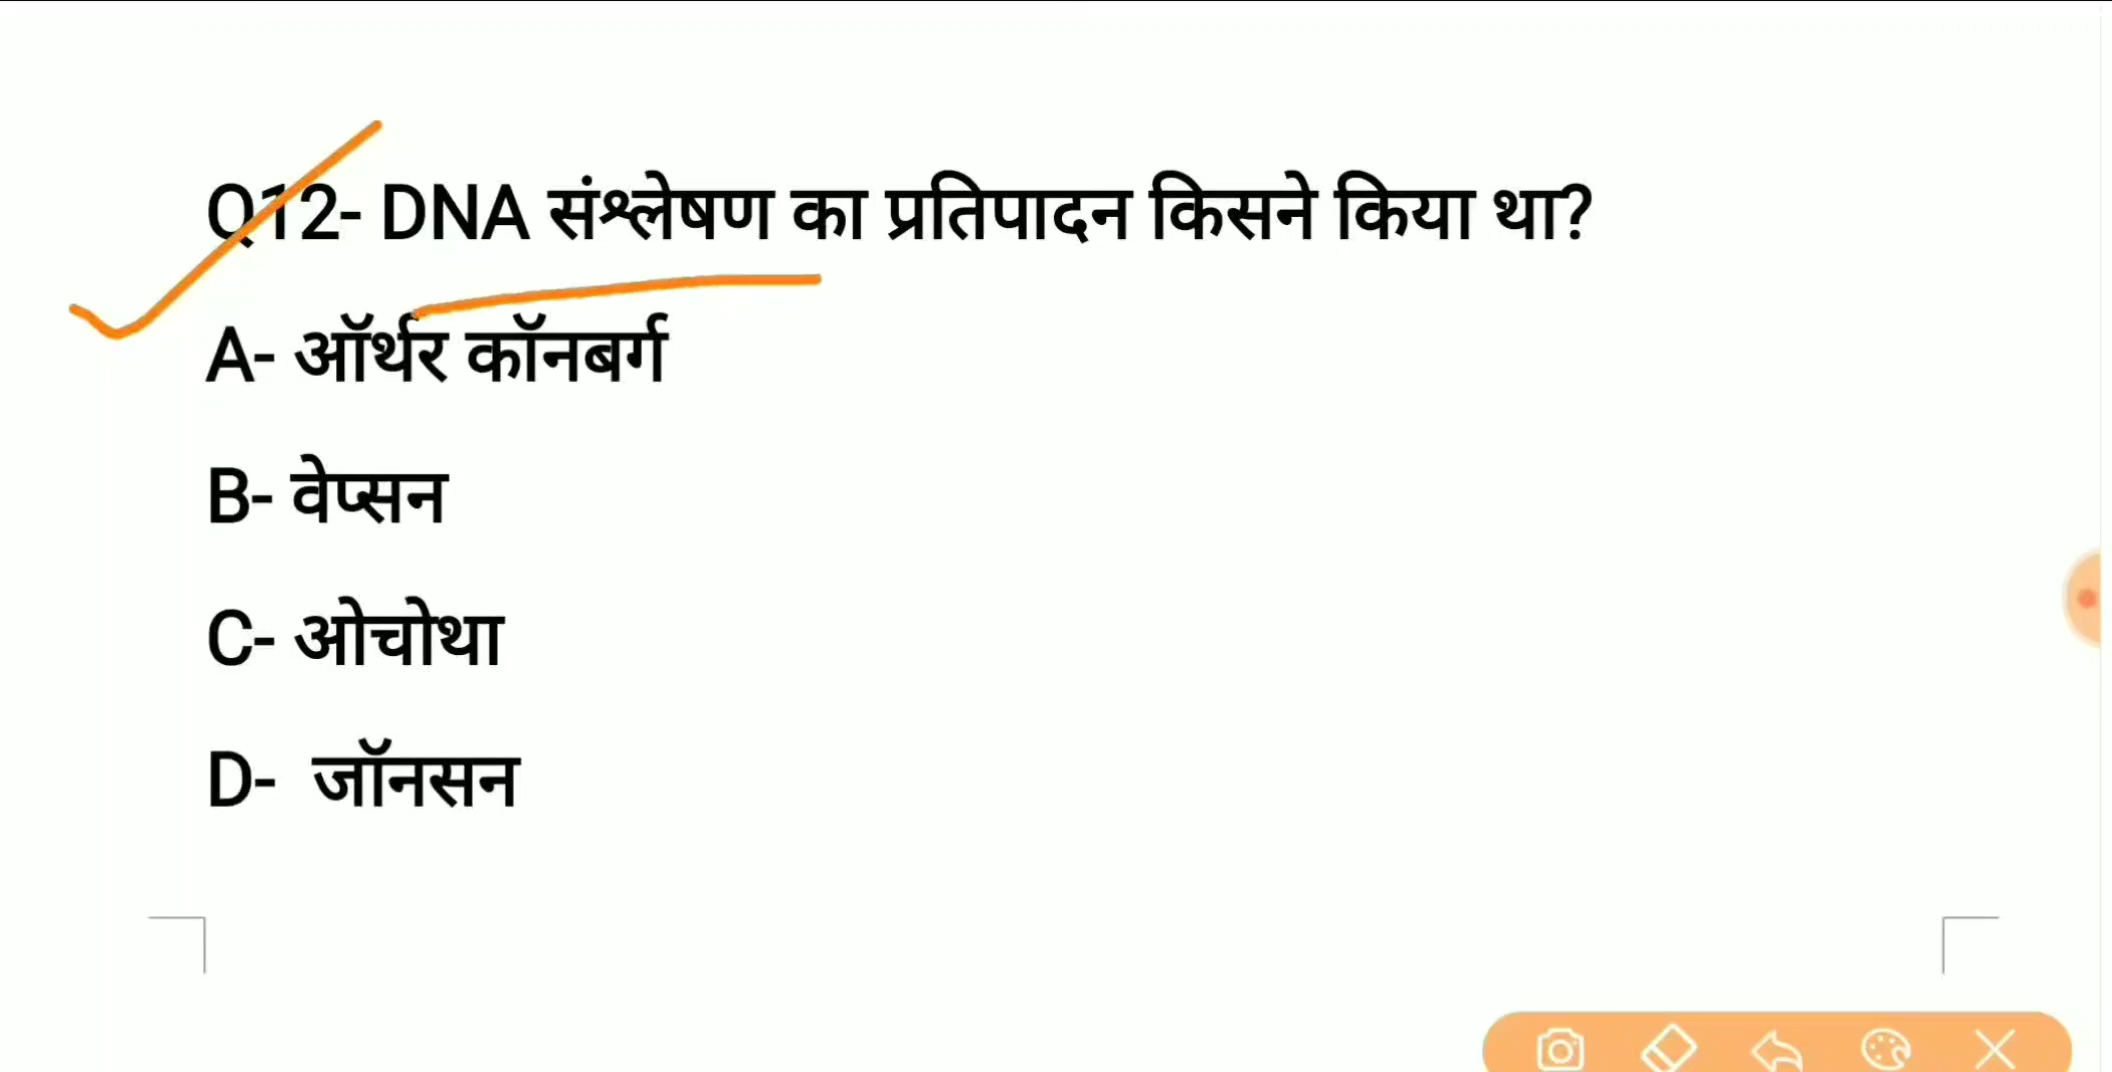 Q12- DNA संश्लेषण का प्रतिपादन किसने किया था?
A- ऑर्थर कॉनबर्ग
B- वेप्सन
C- ओचोथा
D- जॉनसन